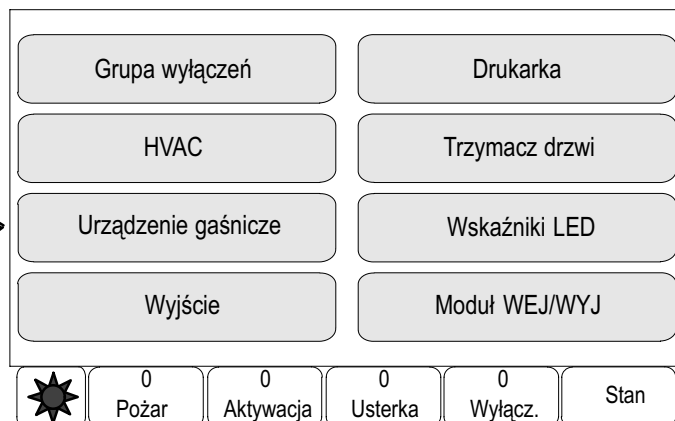 Grupa wyłączeń
Drukarka
HVAC
Trzymacz drzwi
Urządzenie gaśnicze
Wskaźniki LED
Wyjście
Moduł WEJ/WYJ
0
Pożar
0
Aktywacja
0
Usterka
0
Wyłącz.
Stan